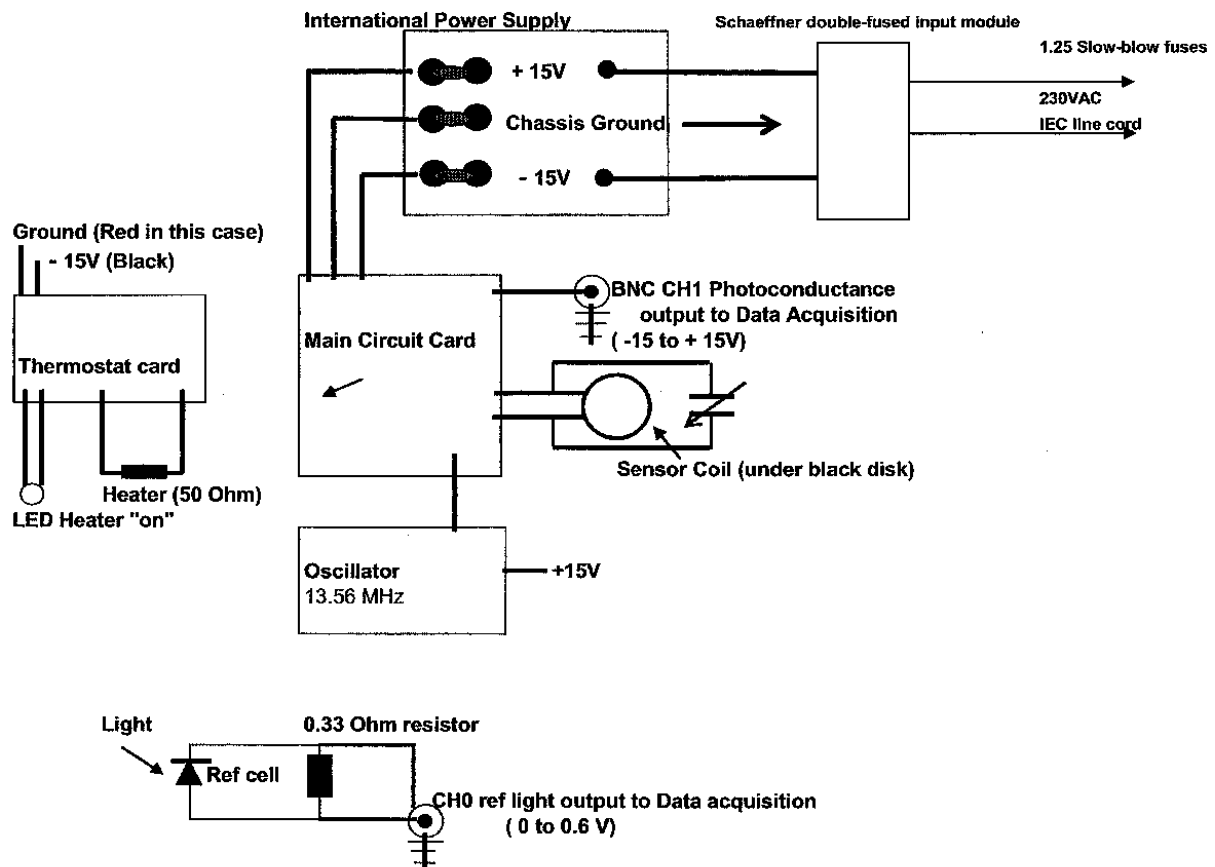 International Power Supply
Schaeffner double-fused input module
1.25 Slow-blow fuses
+ 15V
230VAC
Chassis Ground
IEC line cord
- 15V
Ground (Red in this case)
- 15V (Black)
Thermostat card
Heater (50 Ohm)
LED Heater "on"
Main Circuit Card
BNC CH1 Photoconductance
output to Data Acquisition
( -15 to + 15V)
Sensor Coil (under black disk)
Oscillator
13.56 MHz
+15V
Light
0.33 Ohm resistor
Ref cell
CH0 ref light output to Data acquisition
( 0 to 0.6 V)